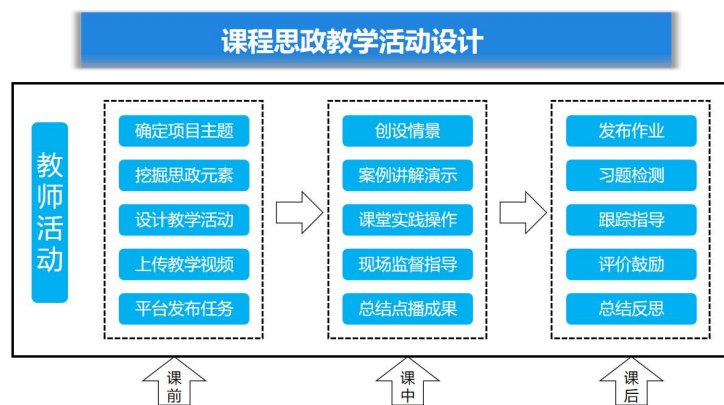 课程思政教学活动设计
教师活动
确定项目主题
挖掘思政元素
设计教学活动
上传教学视频
平台发布任务
创设情景
案例讲解演示
课堂实践操作
现场监督指导
总结点播成果
发布作业
习题检测
跟踪指导
评价鼓励
总结反思
课前
课中
课后